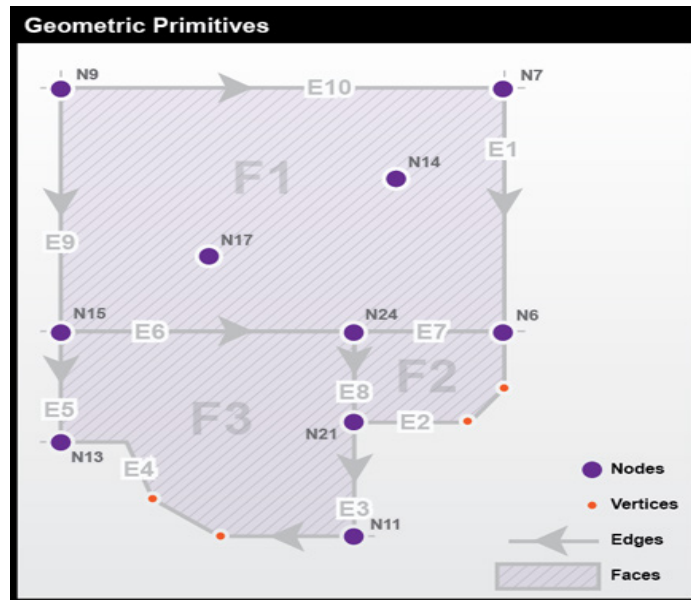 Geometric Primitives
N9
N7
E10
E1
N14
F1
N17
E9
N15
N24
N6
E6
E7
F2
E8
E5
F3
E2
N21
N13
E4
Nodes
Vertices
E3
N11
Edges
Faces